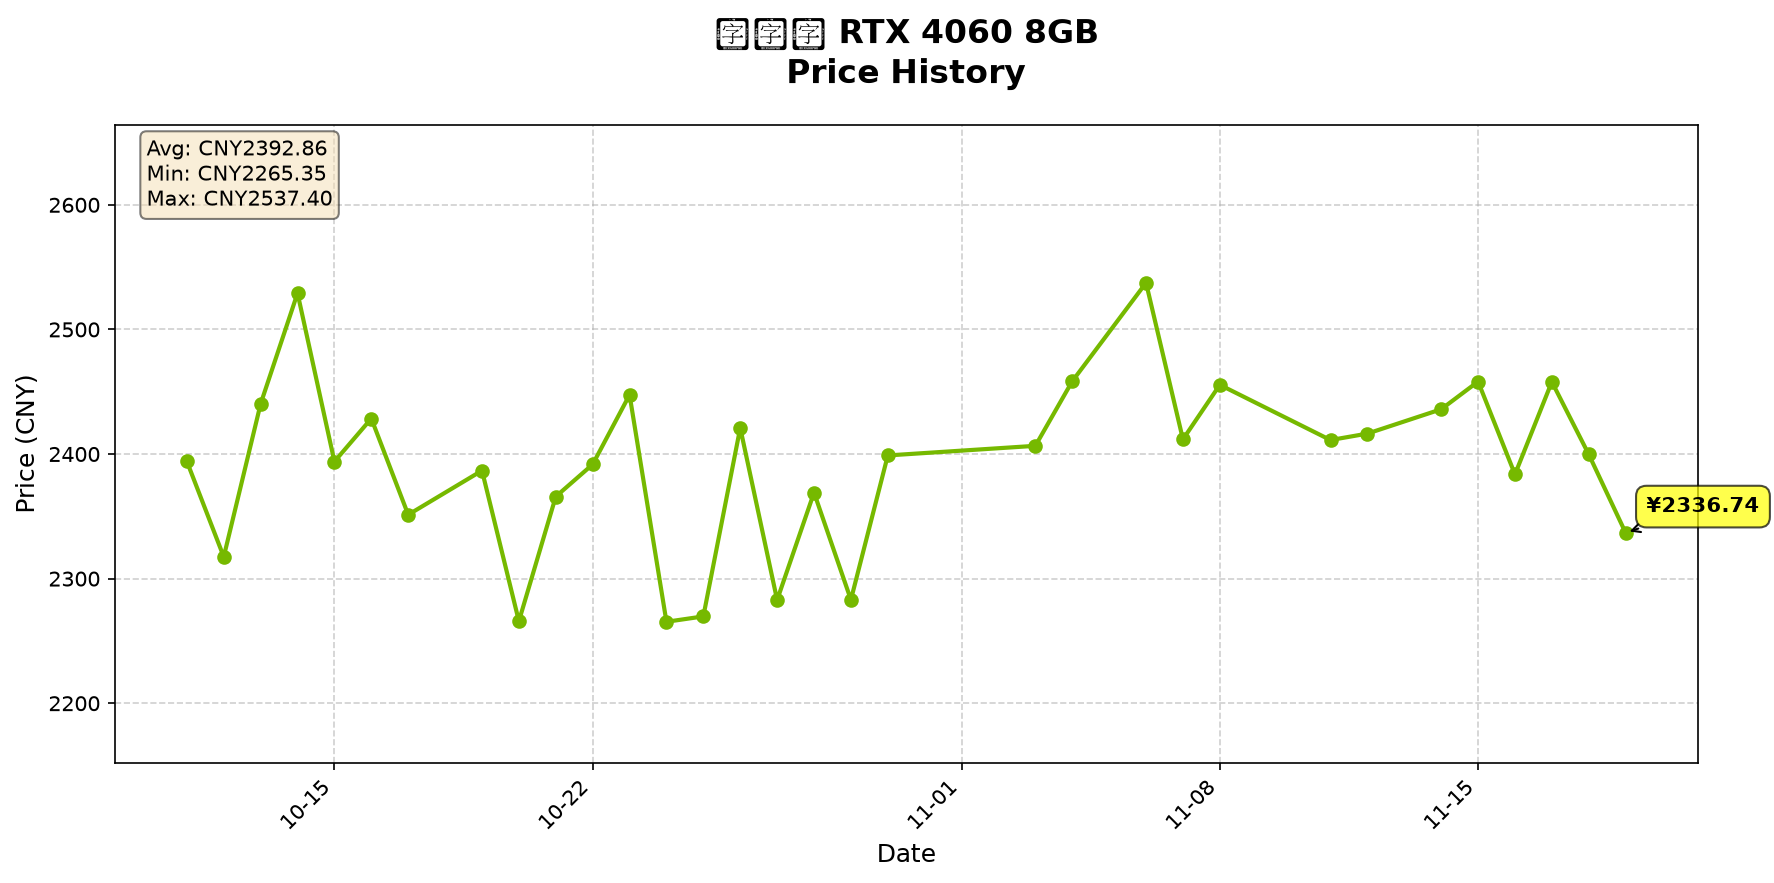 RTX 4060 8GB
Price History
Avg: CNY2392.86
Min: CNY2265.35
Max: CNY2537.40
Price (CNY)
2600
2500
2400
2300
2200
¥2336.74
10-15
10-22
11-01
11-08
11-15
Date